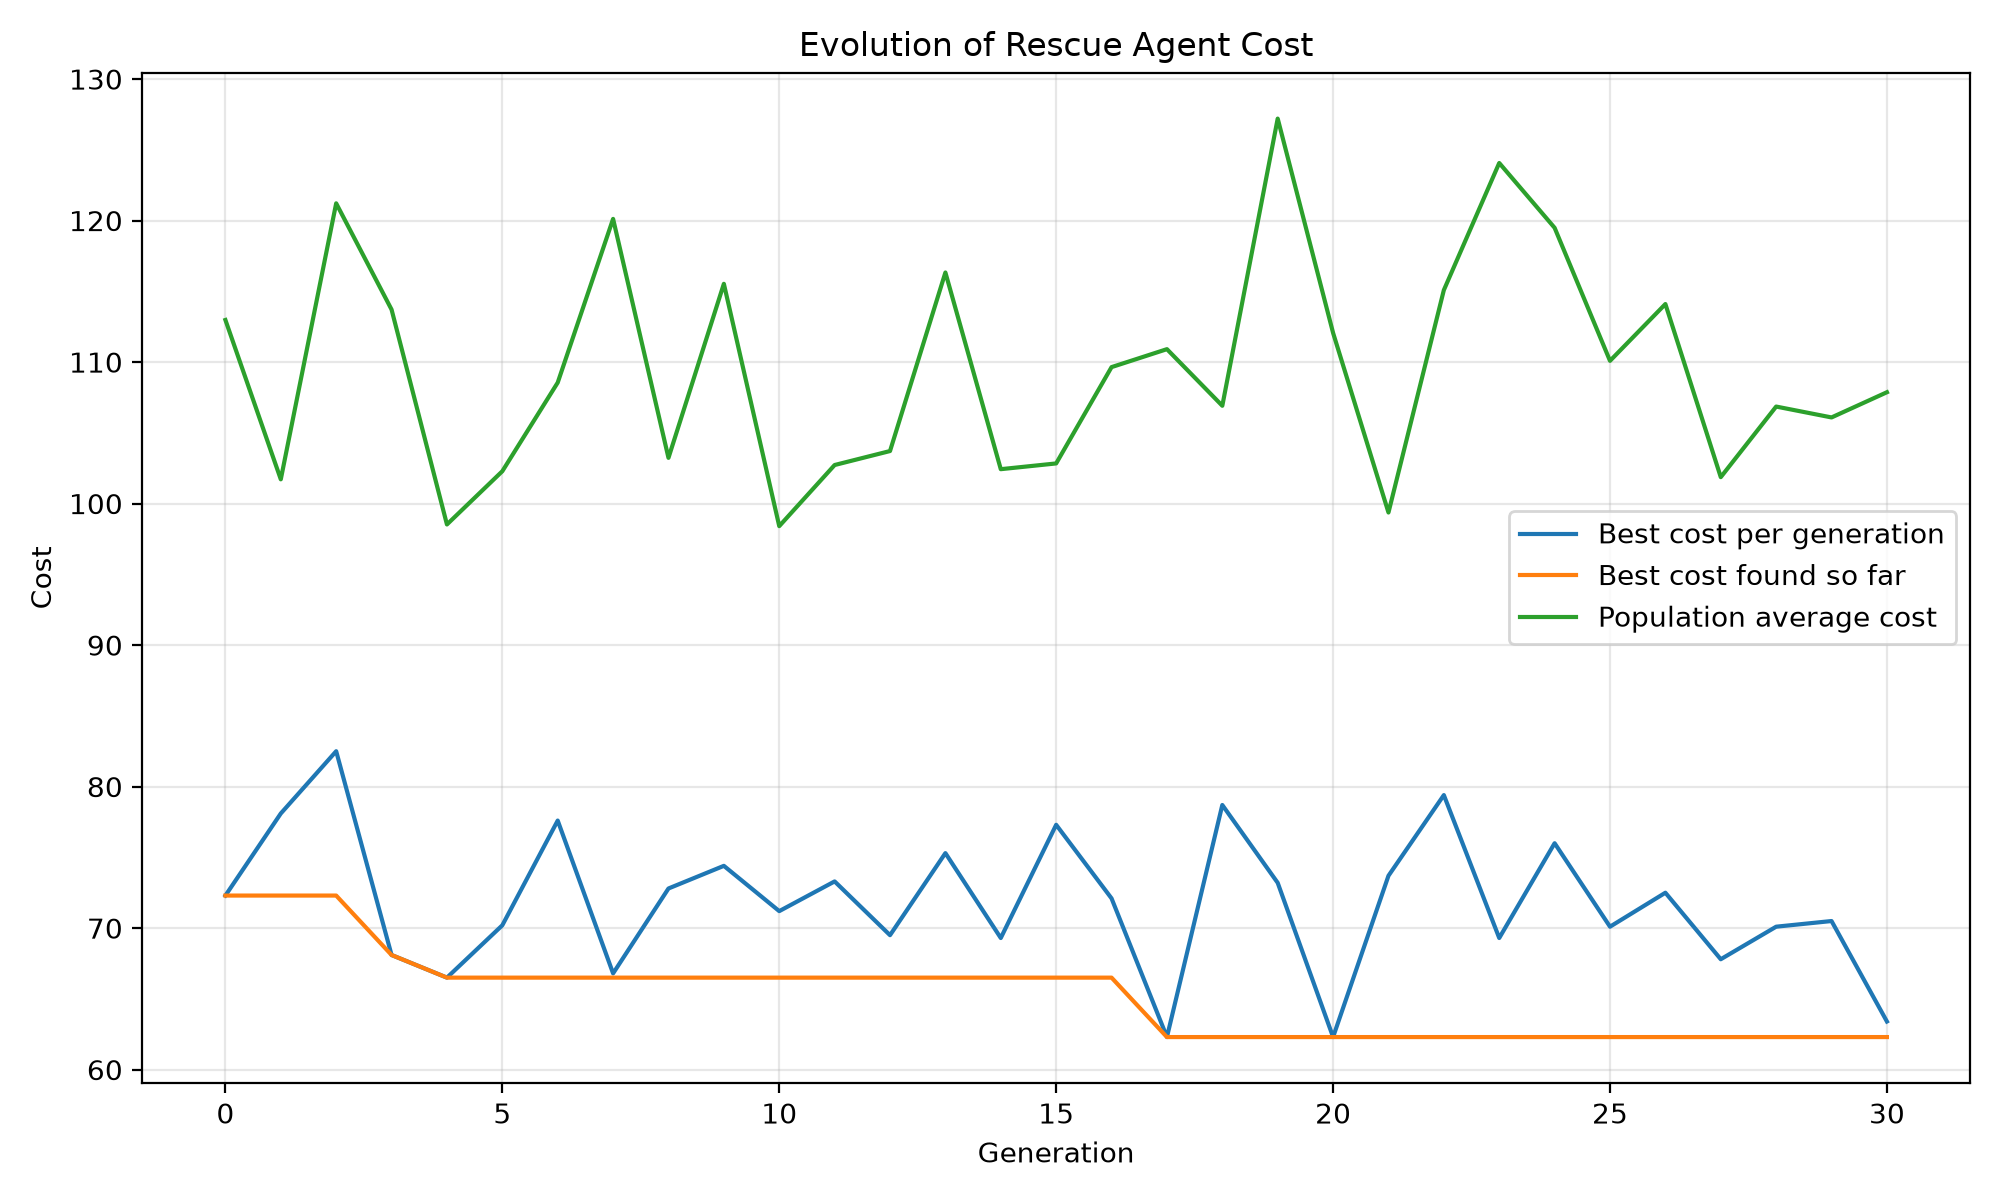 Evolution of Rescue Agent Cost
130
120
110
100
90
80
70
60
Cost
Best cost per generation
Best cost found so far
Population average cost
0 5 10 15 20 25 30
Generation